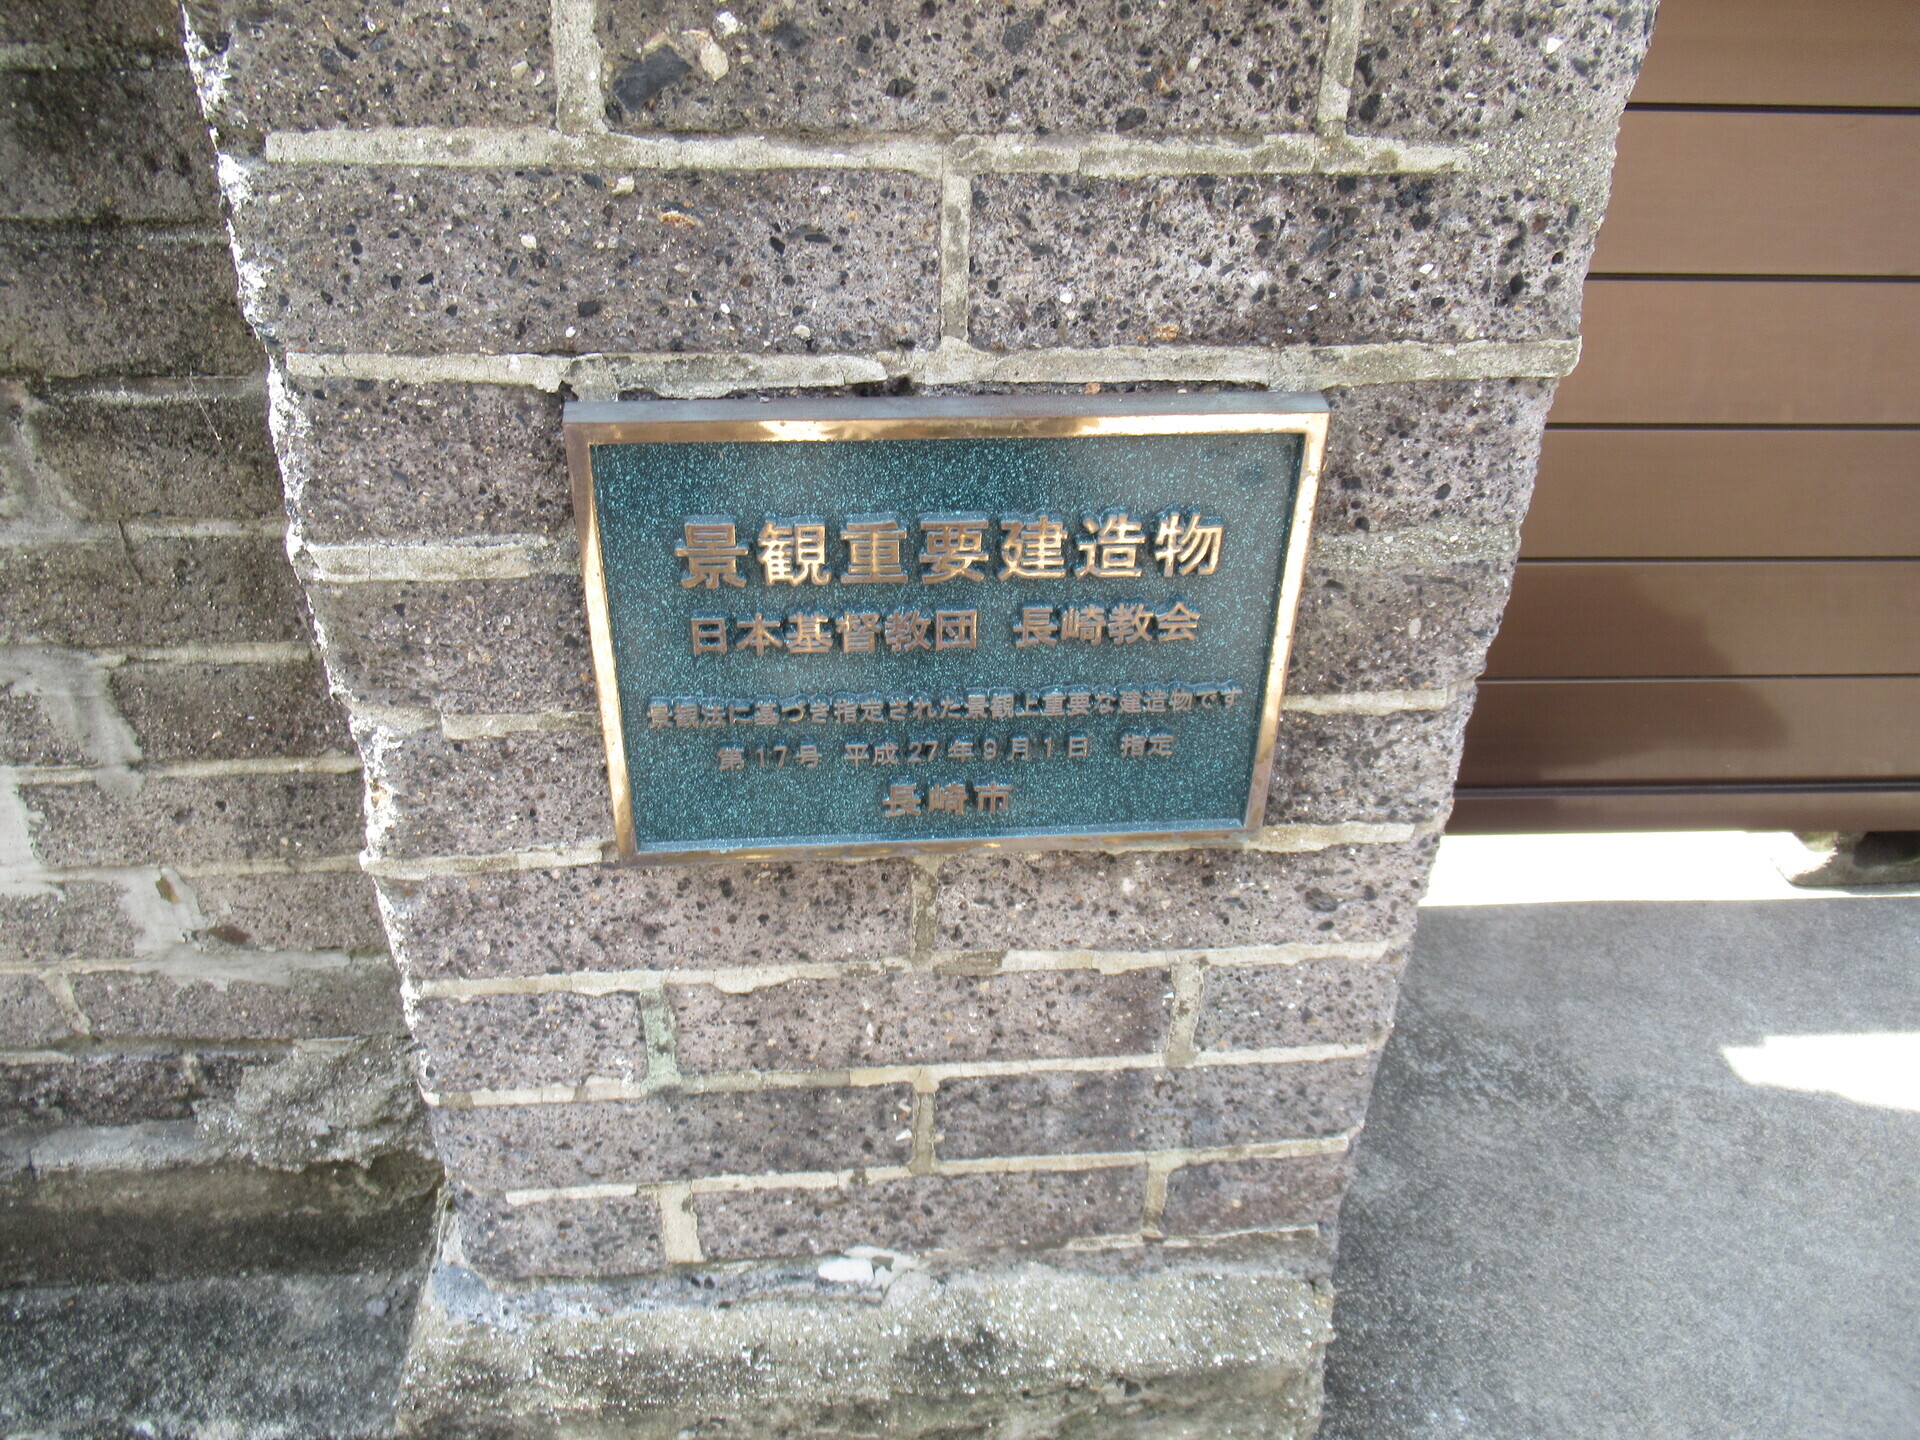 景観重要建造物
日本基督教団 長崎教会
景観法に基づき指定された景観上重要な建造物です
第17号 平成27年9月1日 指定
長崎市